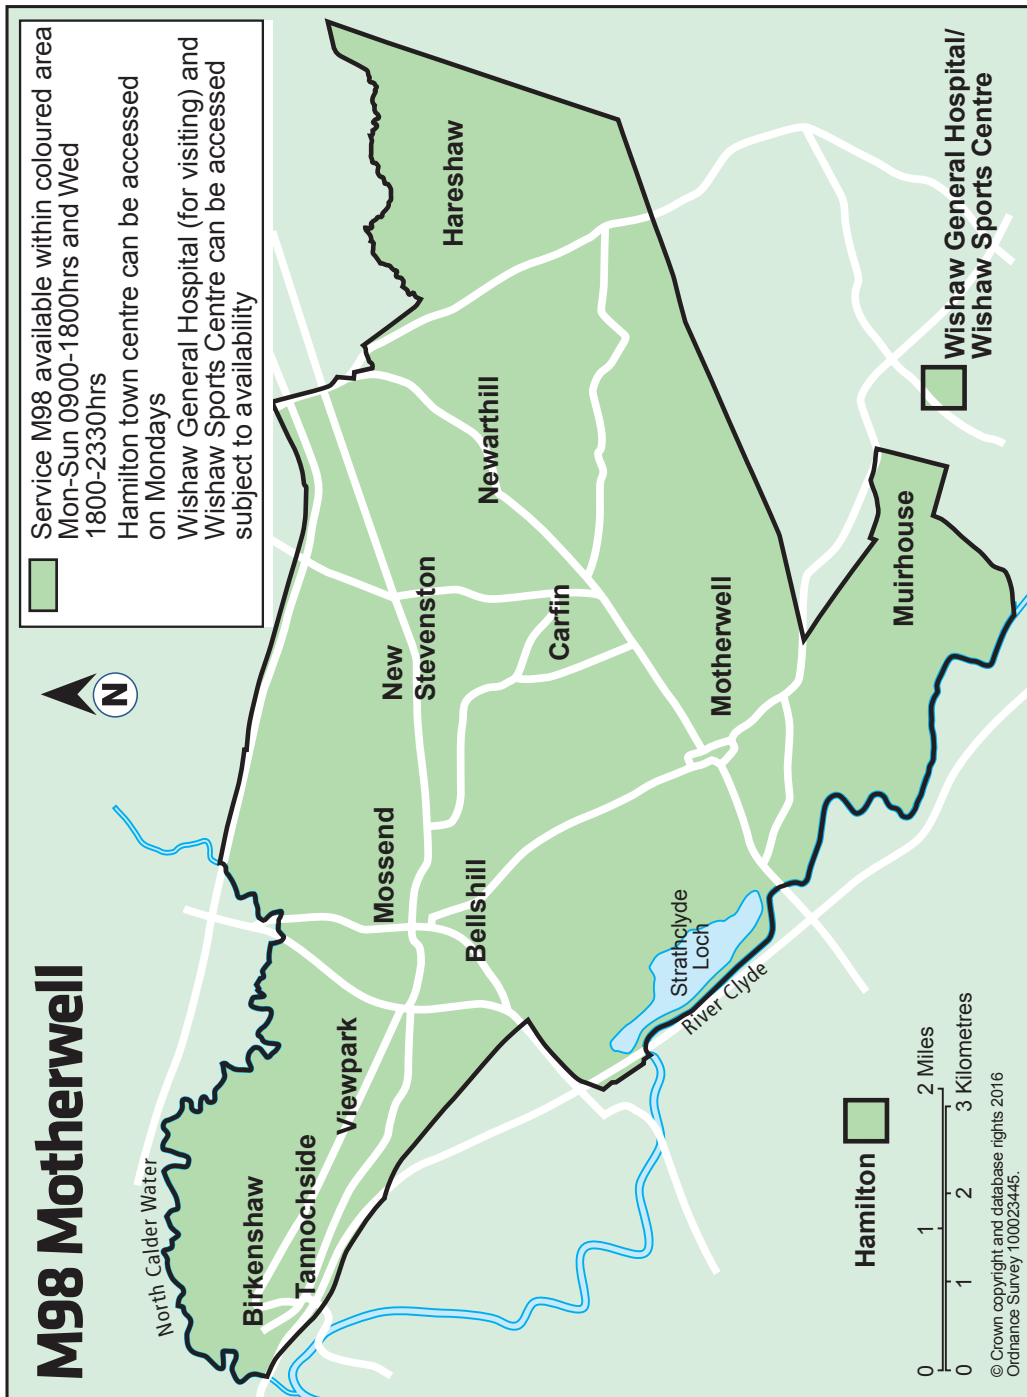 M98 Motherwell
Service M98 available within coloured area
Mon-Sun 0900-1800hrs and Wed
1800-2330hrs
Hamilton town centre can be accessed
on Mondays
Wishaw General Hospital (for visiting) and
Wishaw Sports Centre can be accessed
subject to availability
N
North Calder Water
Birkenshaw
Tannochside
Viewpark
Mossend
Bellshill
New
Stevenston
Carfin
Newarthill
Hareshaw
Motherwell
Muirhouse
Strathclyde
Loch
River Clyde
Hamilton
Wishaw General Hospital/
Wishaw Sports Centre
0 1 2 Miles
0 1 2 3 Kilometres
© Crown copyright and database rights 2016
Ordnance Survey 100023445.